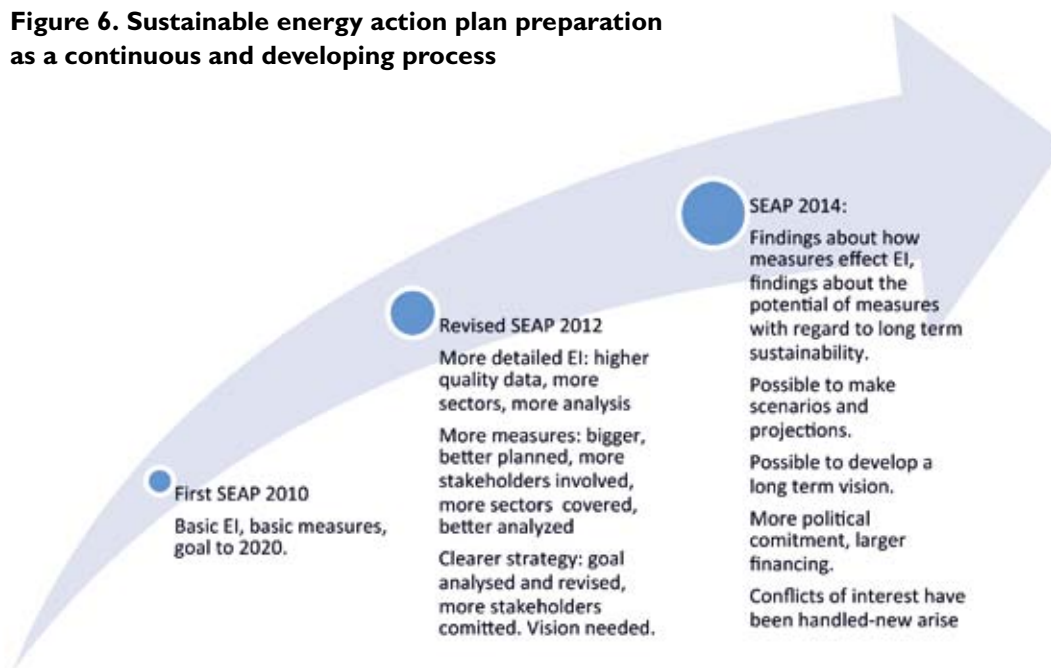 Figure 6. Sustainable energy action plan preparation
as a continuous and developing process
First SEAP 2010
Basic EI, basic measures,
goal to 2020.
Revised SEAP 2012
More detailed EI: higher
quality data, more
sectors, more analysis
More measures: bigger,
better planned, more
stakeholders involved,
more sectors covered,
better analyzed
Clearer strategy: goal
analysed and revised,
more stakeholders
comitted. Vision needed.
SEAP 2014:
Findings about how
measures effect EI,
findings about the
potential of measures
with regard to long term
sustainability.
Possible to make
scenarios and
projections.
Possible to develop a
long term vision.
More political
comitment, larger
financing.
Conflicts of interest have
been handled-new arise